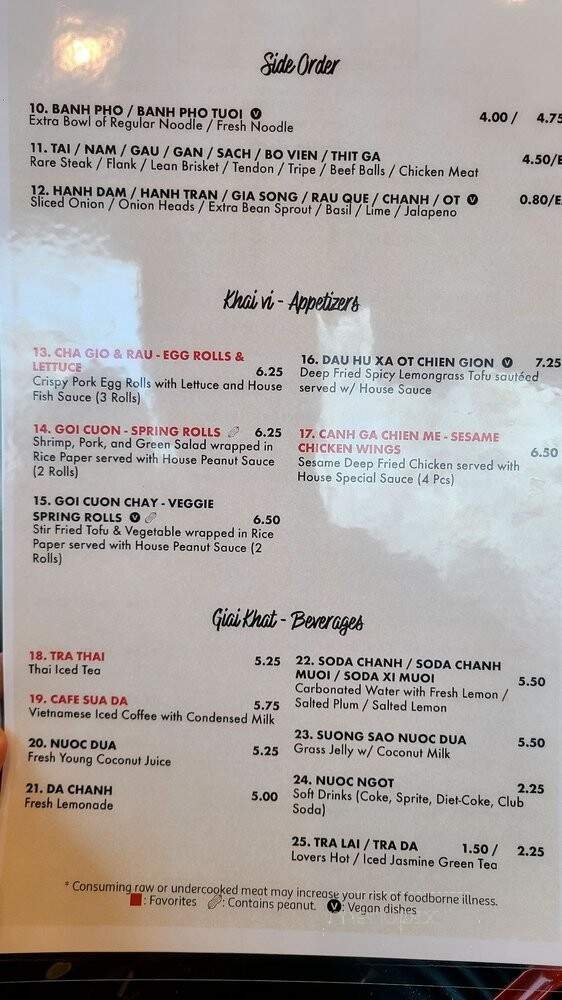 Side Order
10. BANH PHO / BANH PHO TUOI V 4.00 / 4.75
Extra Bowl of Regular Noodle / Fresh Noodle
11. TAI / NAM / GAU / GAN / SACH / BO VIEN / THIT GA 4.50/E
Rare Steak / Flank / Lean Brisket / Tendon / Tripe / Beef Balls / Chicken Meat
12. HANH DAM / HANH TRAN / GIA SONG / RAU QUE / CHANH / OT V 0.80/E
Sliced Onion / Onion Heads / Extra Bean Sprout / Basil / Lime / Jalapeno
Khai vi - Appetizers
13. CHA GIO & RAU - EGG ROLLS &
LETTUCE 6.25
Crispy Pork Egg Rolls with Lettuce and House
Fish Sauce (3 Rolls)
14. GOI CUON - SPRING ROLLS 6.25
Shrimp, Pork, and Green Salad wrapped in
Rice Paper served with House Peanut Sauce
(2 Rolls)
15. GOI CUON CHAY - VEGGIE
SPRING ROLLS V 6.50
Stir Fried Tofu & Vegetable wrapped in Rice
Paper served with House Peanut Sauce (2
Rolls)
16. DAU HU XA OT CHIEN GION V 7.25
Deep Fried Spicy Lemongrass Tofu sautéed
served w/ House Sauce
17. CANH GA CHIEN ME - SESAME
CHICKEN WINGS 6.50
Sesame Deep Fried Chicken served with
House Special Sauce (4 Pcs)
Giai Khat - Beverages
18. TRA THAI 5.25
Thai Iced Tea
19. CAFE SUA DA 5.75
Vietnamese Iced Coffee with Condensed Milk
20. NUOC DUA 5.25
Fresh Young Coconut Juice
21. DA CHANH 5.00
Fresh Lemonade
22. SODA CHANH / SODA CHANH
MUOI / SODA XI MUOI 5.50
Carbonated Water with Fresh Lemon /
Salted Plum / Salted Lemon
23. SUONG SAO NUOC DUA 5.50
Grass Jelly w/ Coconut Milk
24. NUOC NGOT 2.25
Soft Drinks (Coke, Sprite, Diet-Coke, Club
Soda)
25. TRA LAI / TRA DA 1.50 / 2.25
Lovers Hot / Iced Jasmine Green Tea
* Consuming raw or undercooked meat may increase your risk of foodborne illness.
: Favorites : Contains peanut. V : Vegan dishes